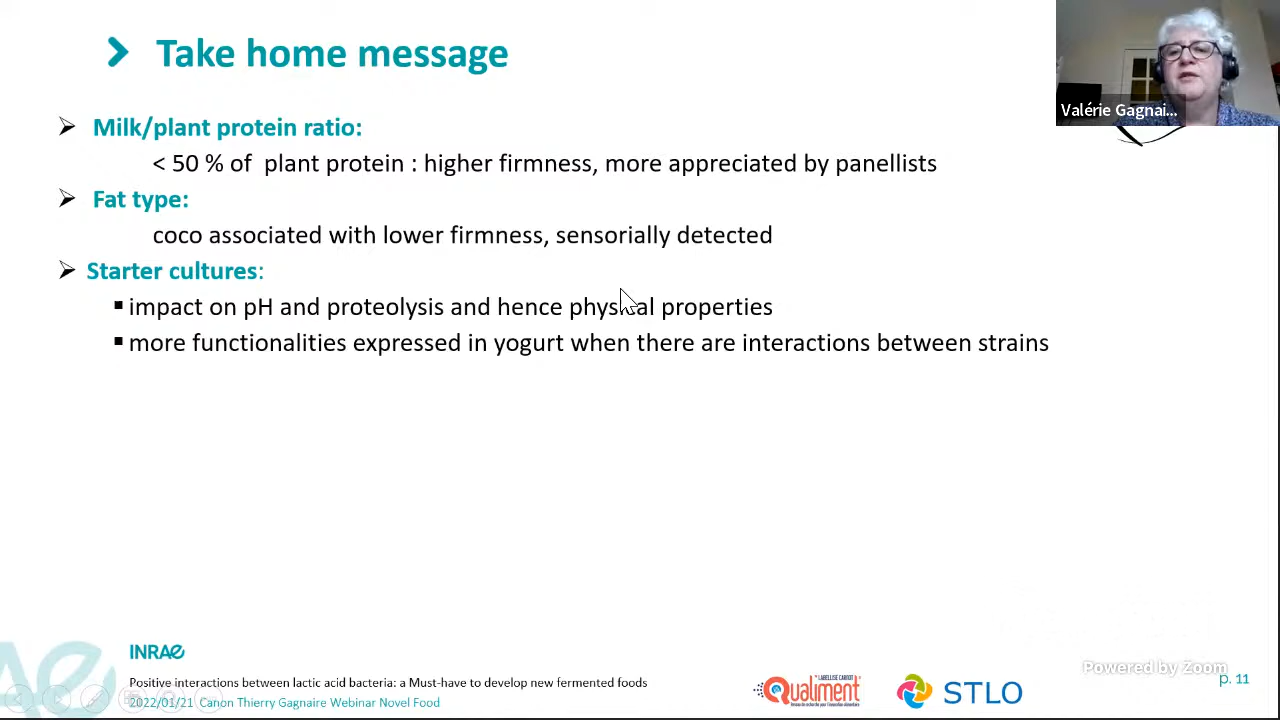 Take home message
Valérie Gagnai...
Milk/plant protein ratio:
< 50 % of plant protein : higher firmness, more appreciated by panellists
Fat type:
coco associated with lower firmness, sensorially detected
Starter cultures:
impact on pH and proteolysis and hence physical properties
more functionalities expressed in yogurt when there are interactions between strains
INRAE
Positive interactions between lactic acid bacteria: a Must-have to develop new fermented foods
2022/01/21 Canon Thierry Gagnaire Webinar Novel Food
Qualiment
STLO
Powered by Zoom
p. 11